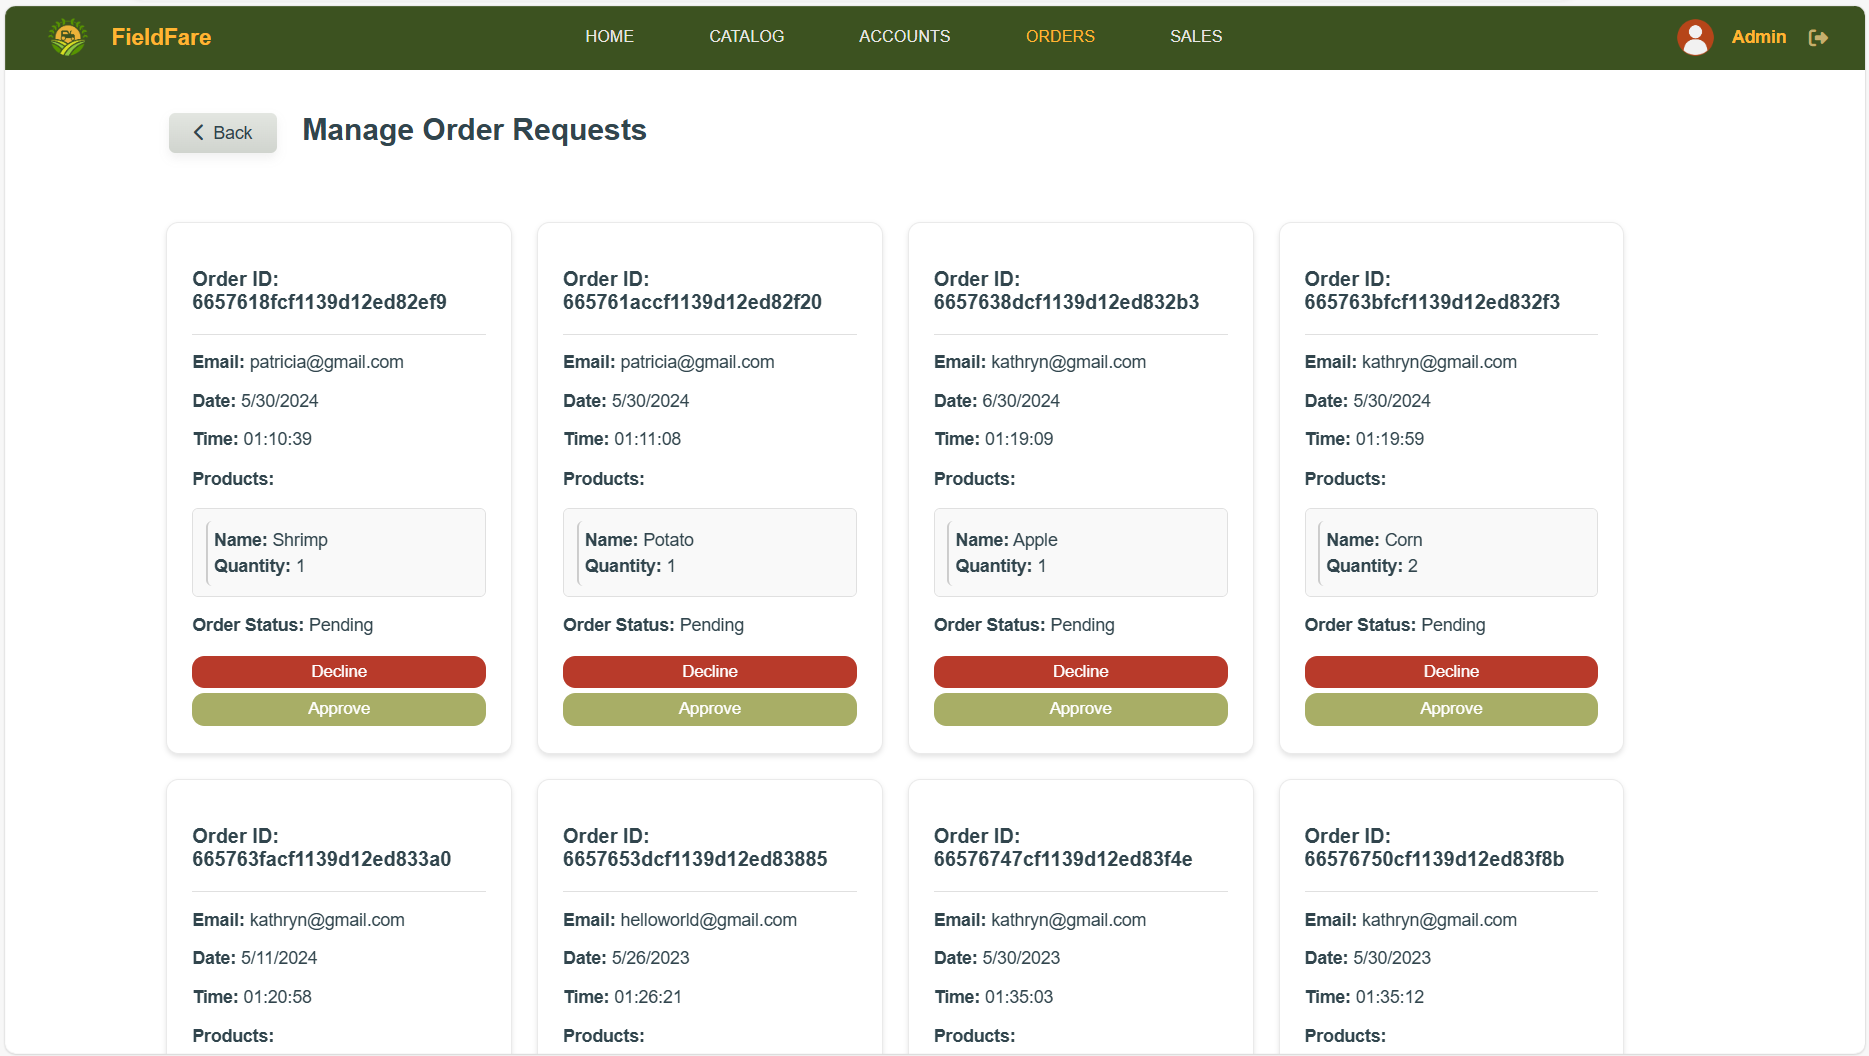 FieldFare
HOME
CATALOG
ACCOUNTS
ORDERS
SALES
Admin
Back
Manage Order Requests
Order ID:
6657618fcf1139d12ed82ef9
Email: patricia@gmail.com
Date: 5/30/2024
Time: 01:10:39
Products:
Name: Shrimp
Quantity: 1
Order Status: Pending
Decline
Approve
Order ID:
665761accf1139d12ed82f20
Email: patricia@gmail.com
Date: 5/30/2024
Time: 01:11:08
Products:
Name: Potato
Quantity: 1
Order Status: Pending
Decline
Approve
Order ID:
6657638dcf1139d12ed832b3
Email: kathryn@gmail.com
Date: 6/30/2024
Time: 01:19:09
Products:
Name: Apple
Quantity: 1
Order Status: Pending
Decline
Approve
Order ID:
665763bfcf1139d12ed832f3
Email: kathryn@gmail.com
Date: 5/30/2024
Time: 01:19:59
Products:
Name: Corn
Quantity: 2
Order Status: Pending
Decline
Approve
Order ID:
665763facf1139d12ed833a0
Email: kathryn@gmail.com
Date: 5/11/2024
Time: 01:20:58
Products:
Order ID:
6657653dcf1139d12ed83885
Email: helloworld@gmail.com
Date: 5/26/2023
Time: 01:26:21
Products:
Order ID:
66576747cf1139d12ed83f4e
Email: kathryn@gmail.com
Date: 5/30/2023
Time: 01:35:03
Products:
Order ID:
66576750cf1139d12ed83f8b
Email: kathryn@gmail.com
Date: 5/30/2023
Time: 01:35:12
Products: